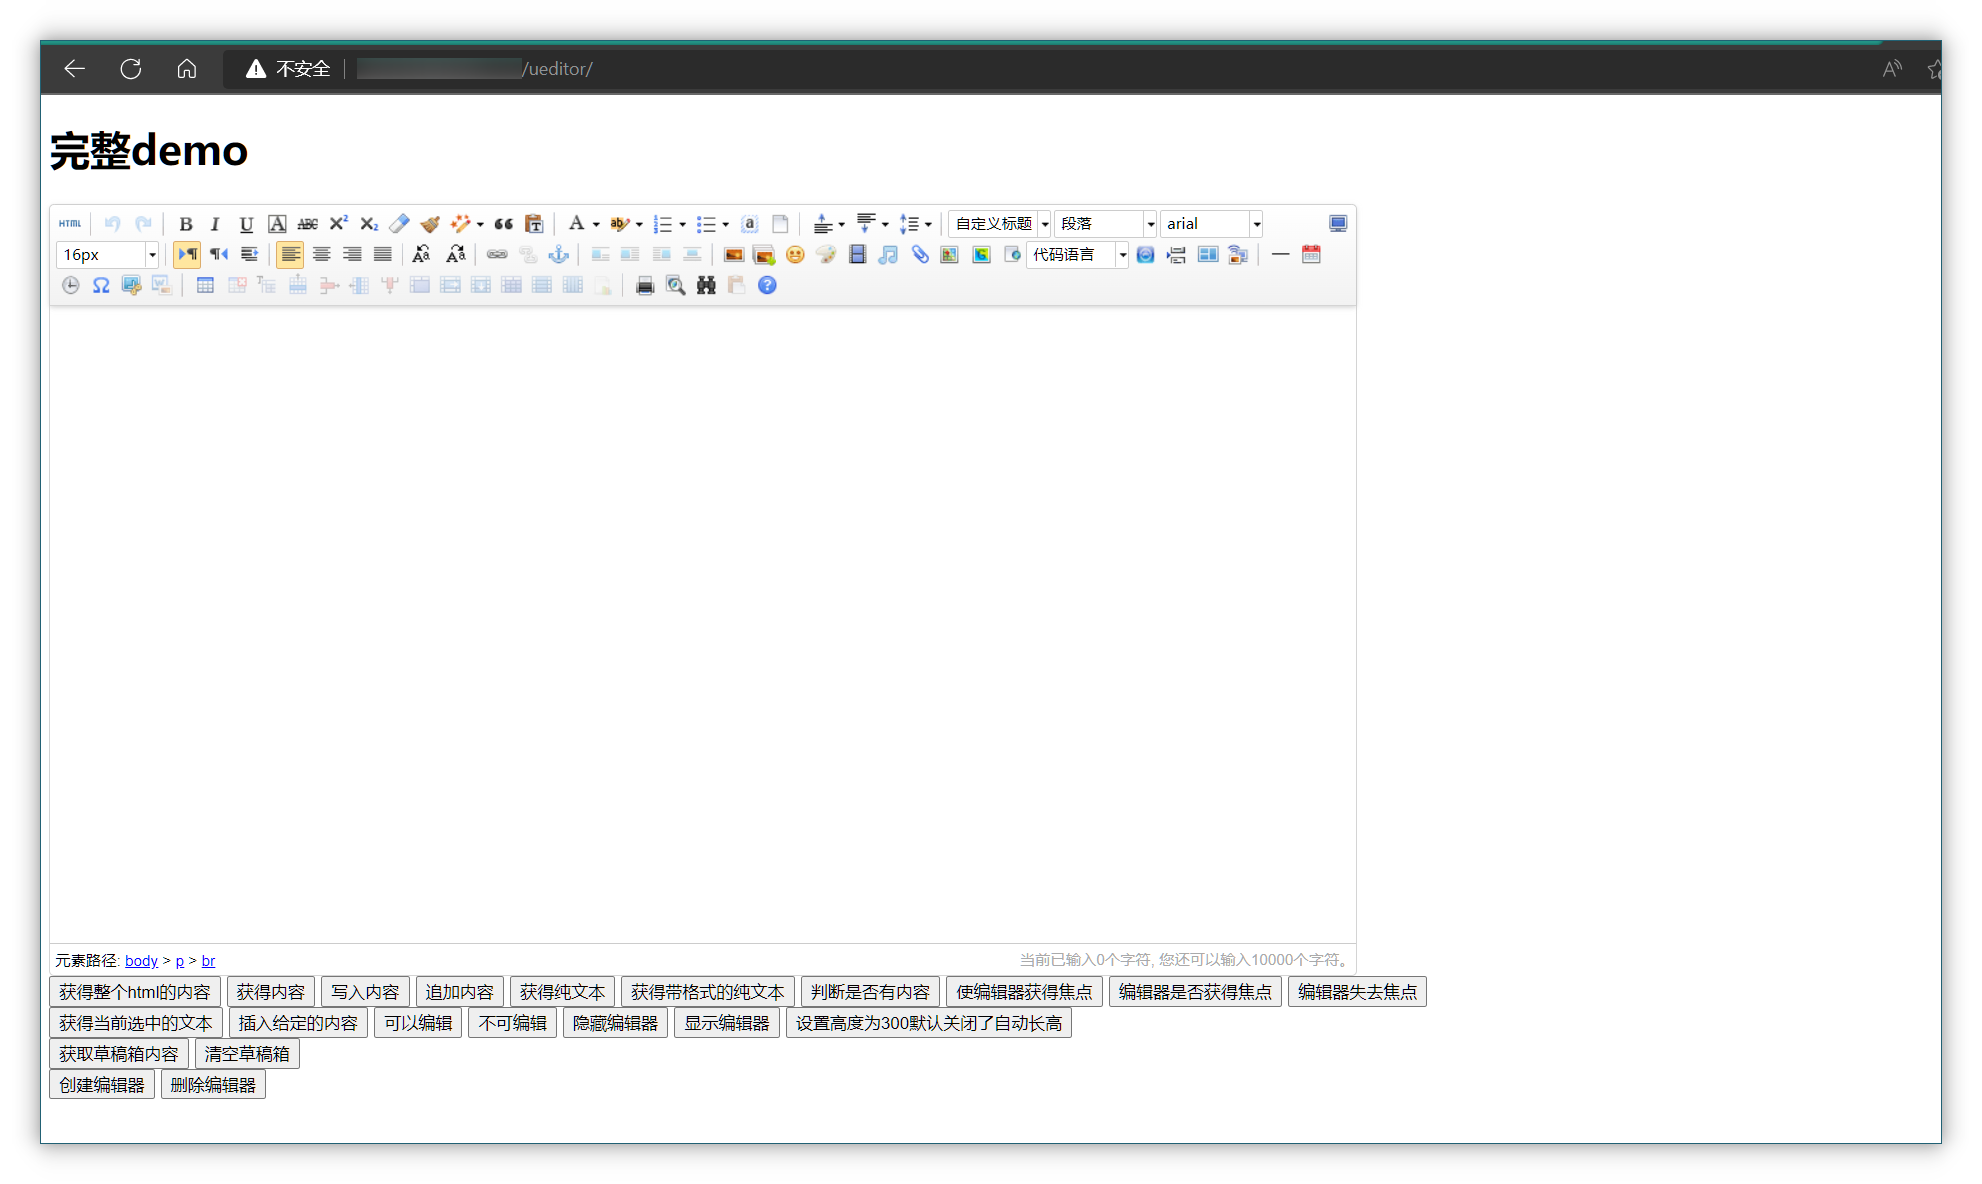 不安全 /ueditor/
完整demo
HTML B I U A ABC X² X₂ A ab a 自定义标题 段落 arial
16px 代码语言
元素路径: body > p > br 当前已输入0个字符, 您还可以输入10000个字符。
获得整个html的内容 获得内容 写入内容 追加内容 获得纯文本 获得带格式的纯文本 判断是否有内容 使编辑器获得焦点 编辑器是否获得焦点 编辑器失去焦点
获得当前选中的文本 插入给定的内容 可以编辑 不可编辑 隐藏编辑器 显示编辑器 设置高度为300默认关闭了自动长高
获取草稿箱内容 清空草稿箱
创建编辑器 删除编辑器